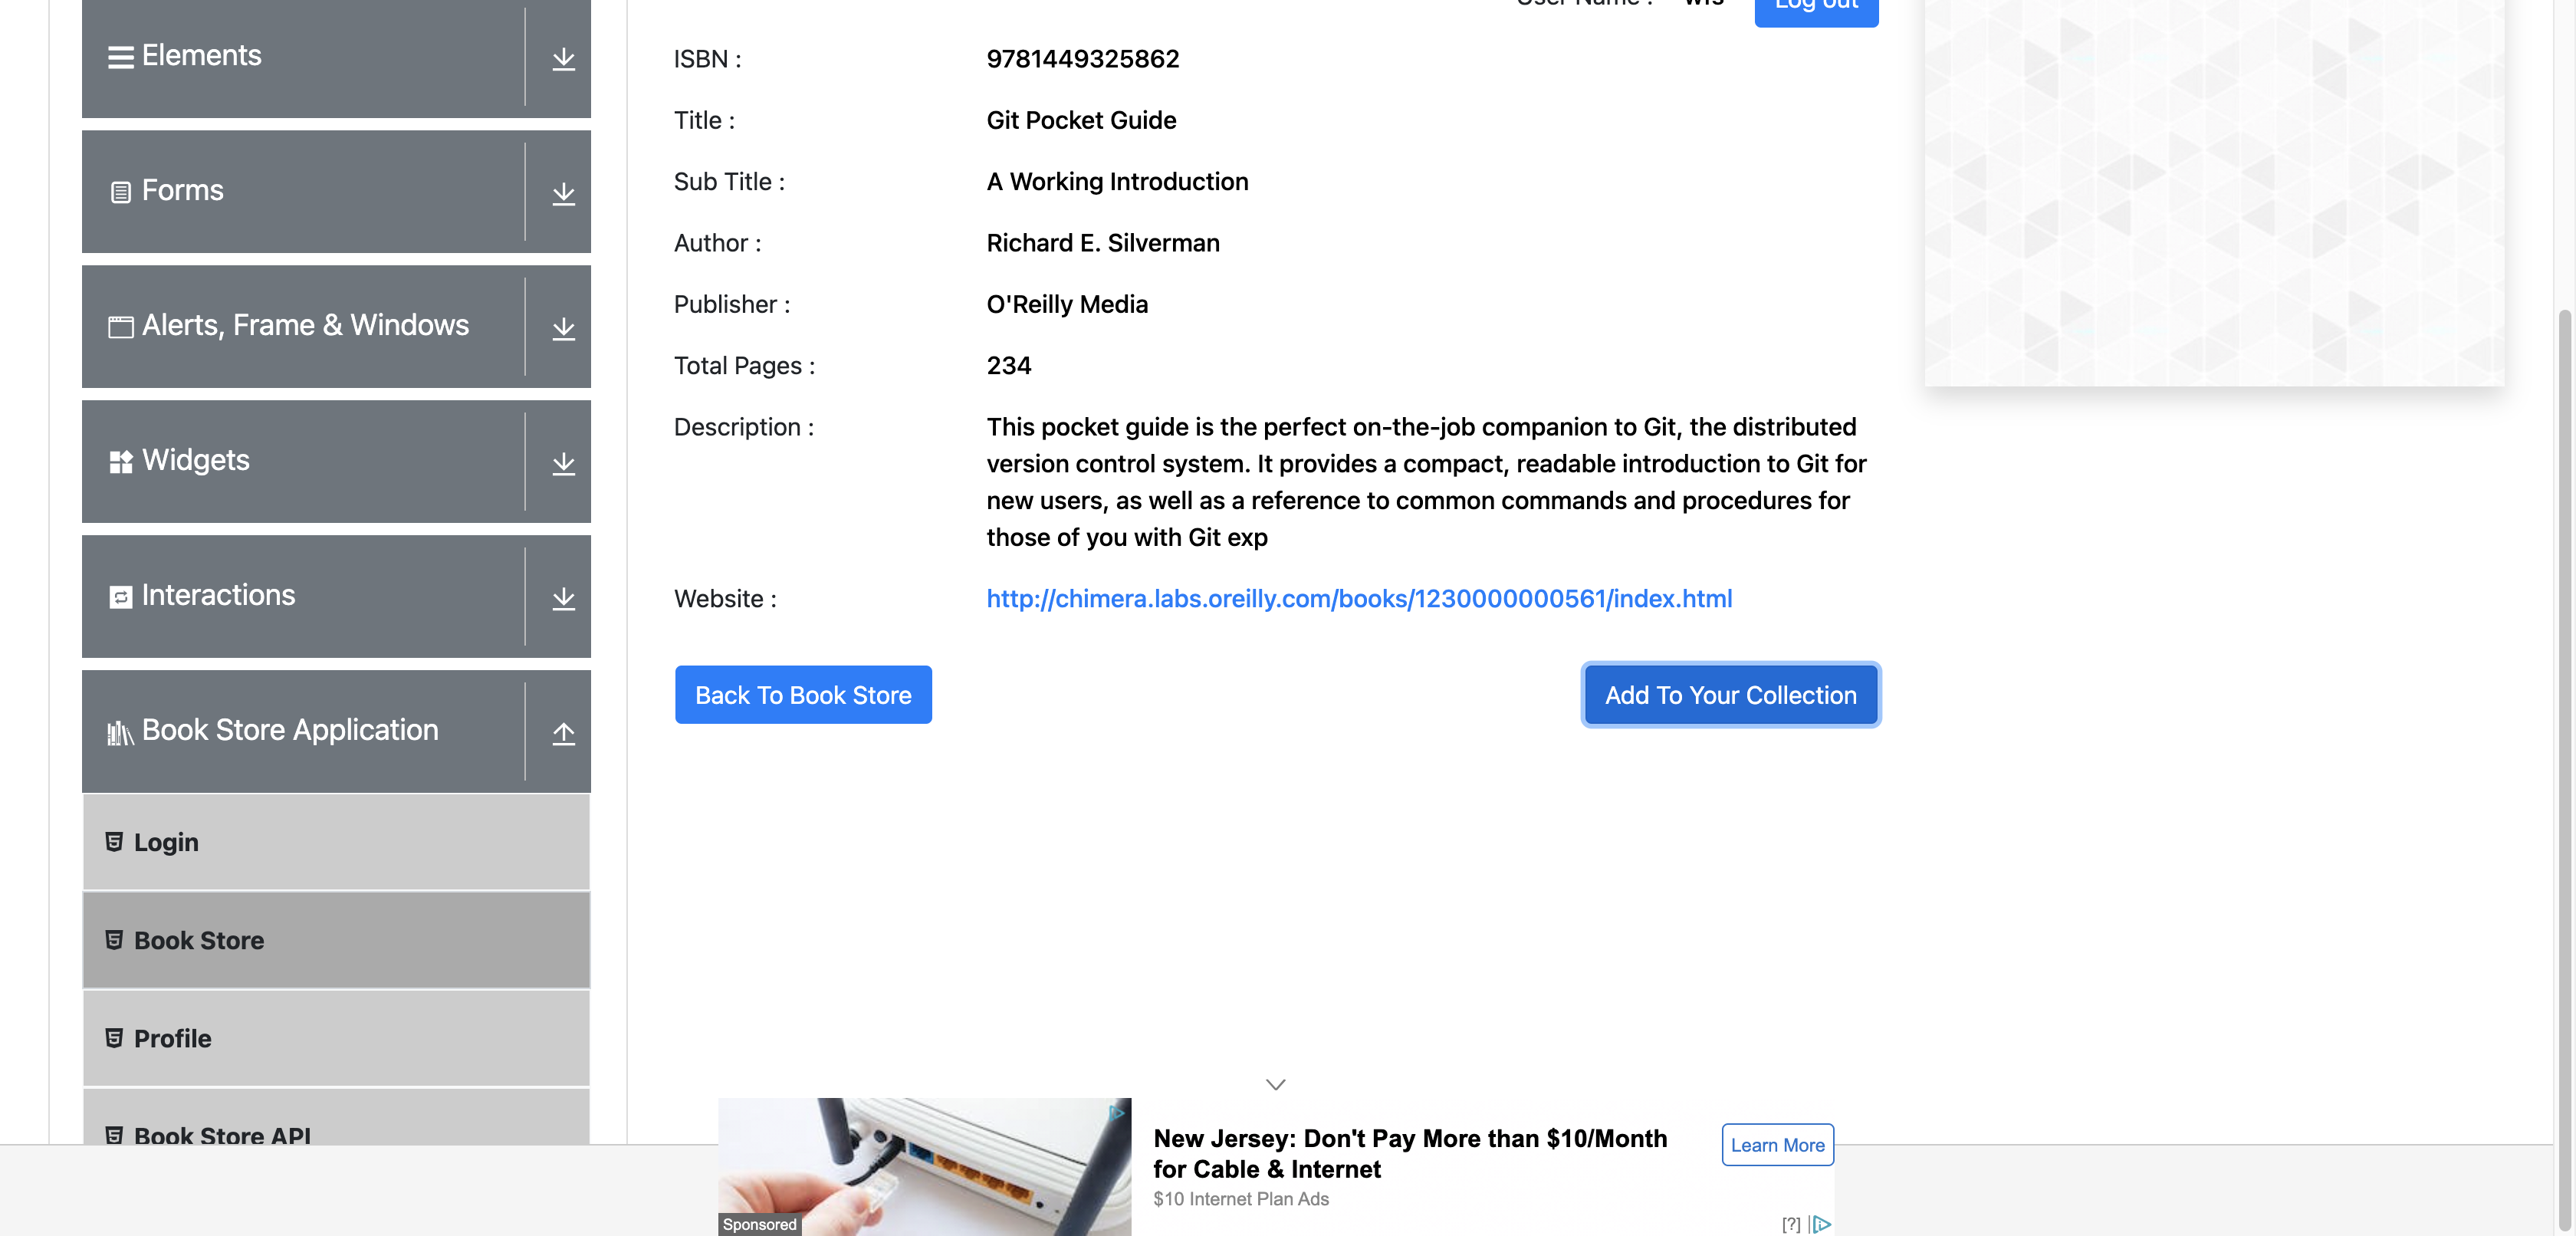 Elements
Forms
Alerts, Frame & Windows
Widgets
Interactions
Book Store Application
Login
Book Store
Profile
Book Store API
User Name : wfs Log out
ISBN : 9781449325862
Title : Git Pocket Guide
Sub Title : A Working Introduction
Author : Richard E. Silverman
Publisher : O'Reilly Media
Total Pages : 234
Description : This pocket guide is the perfect on-the-job companion to Git, the distributed
version control system. It provides a compact, readable introduction to Git for
new users, as well as a reference to common commands and procedures for
those of you with Git exp
Website : http://chimera.labs.oreilly.com/books/1230000000561/index.html
Back To Book Store Add To Your Collection
New Jersey: Don't Pay More than $10/Month
for Cable & Internet
$10 Internet Plan Ads
Learn More
Sponsored
[?]